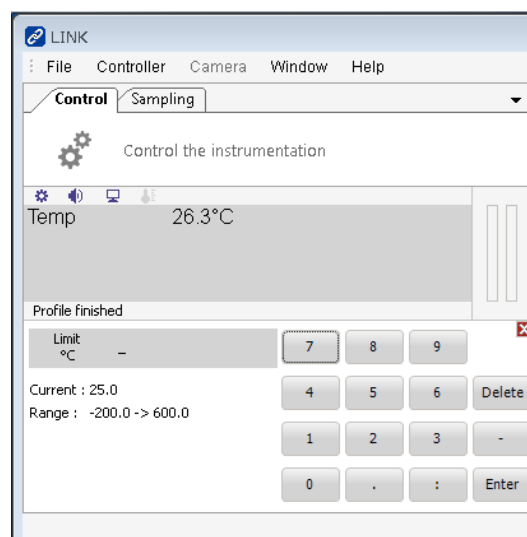 LINK
File Controller Camera Window Help
Control Sampling
Control the instrumentation
Temp 26.3°C
Profile finished
Limit
°C –
7 8 9
Current : 25.0
4 5 6 Delete
Range : -200.0 -> 600.0
1 2 3 -
0 . : Enter